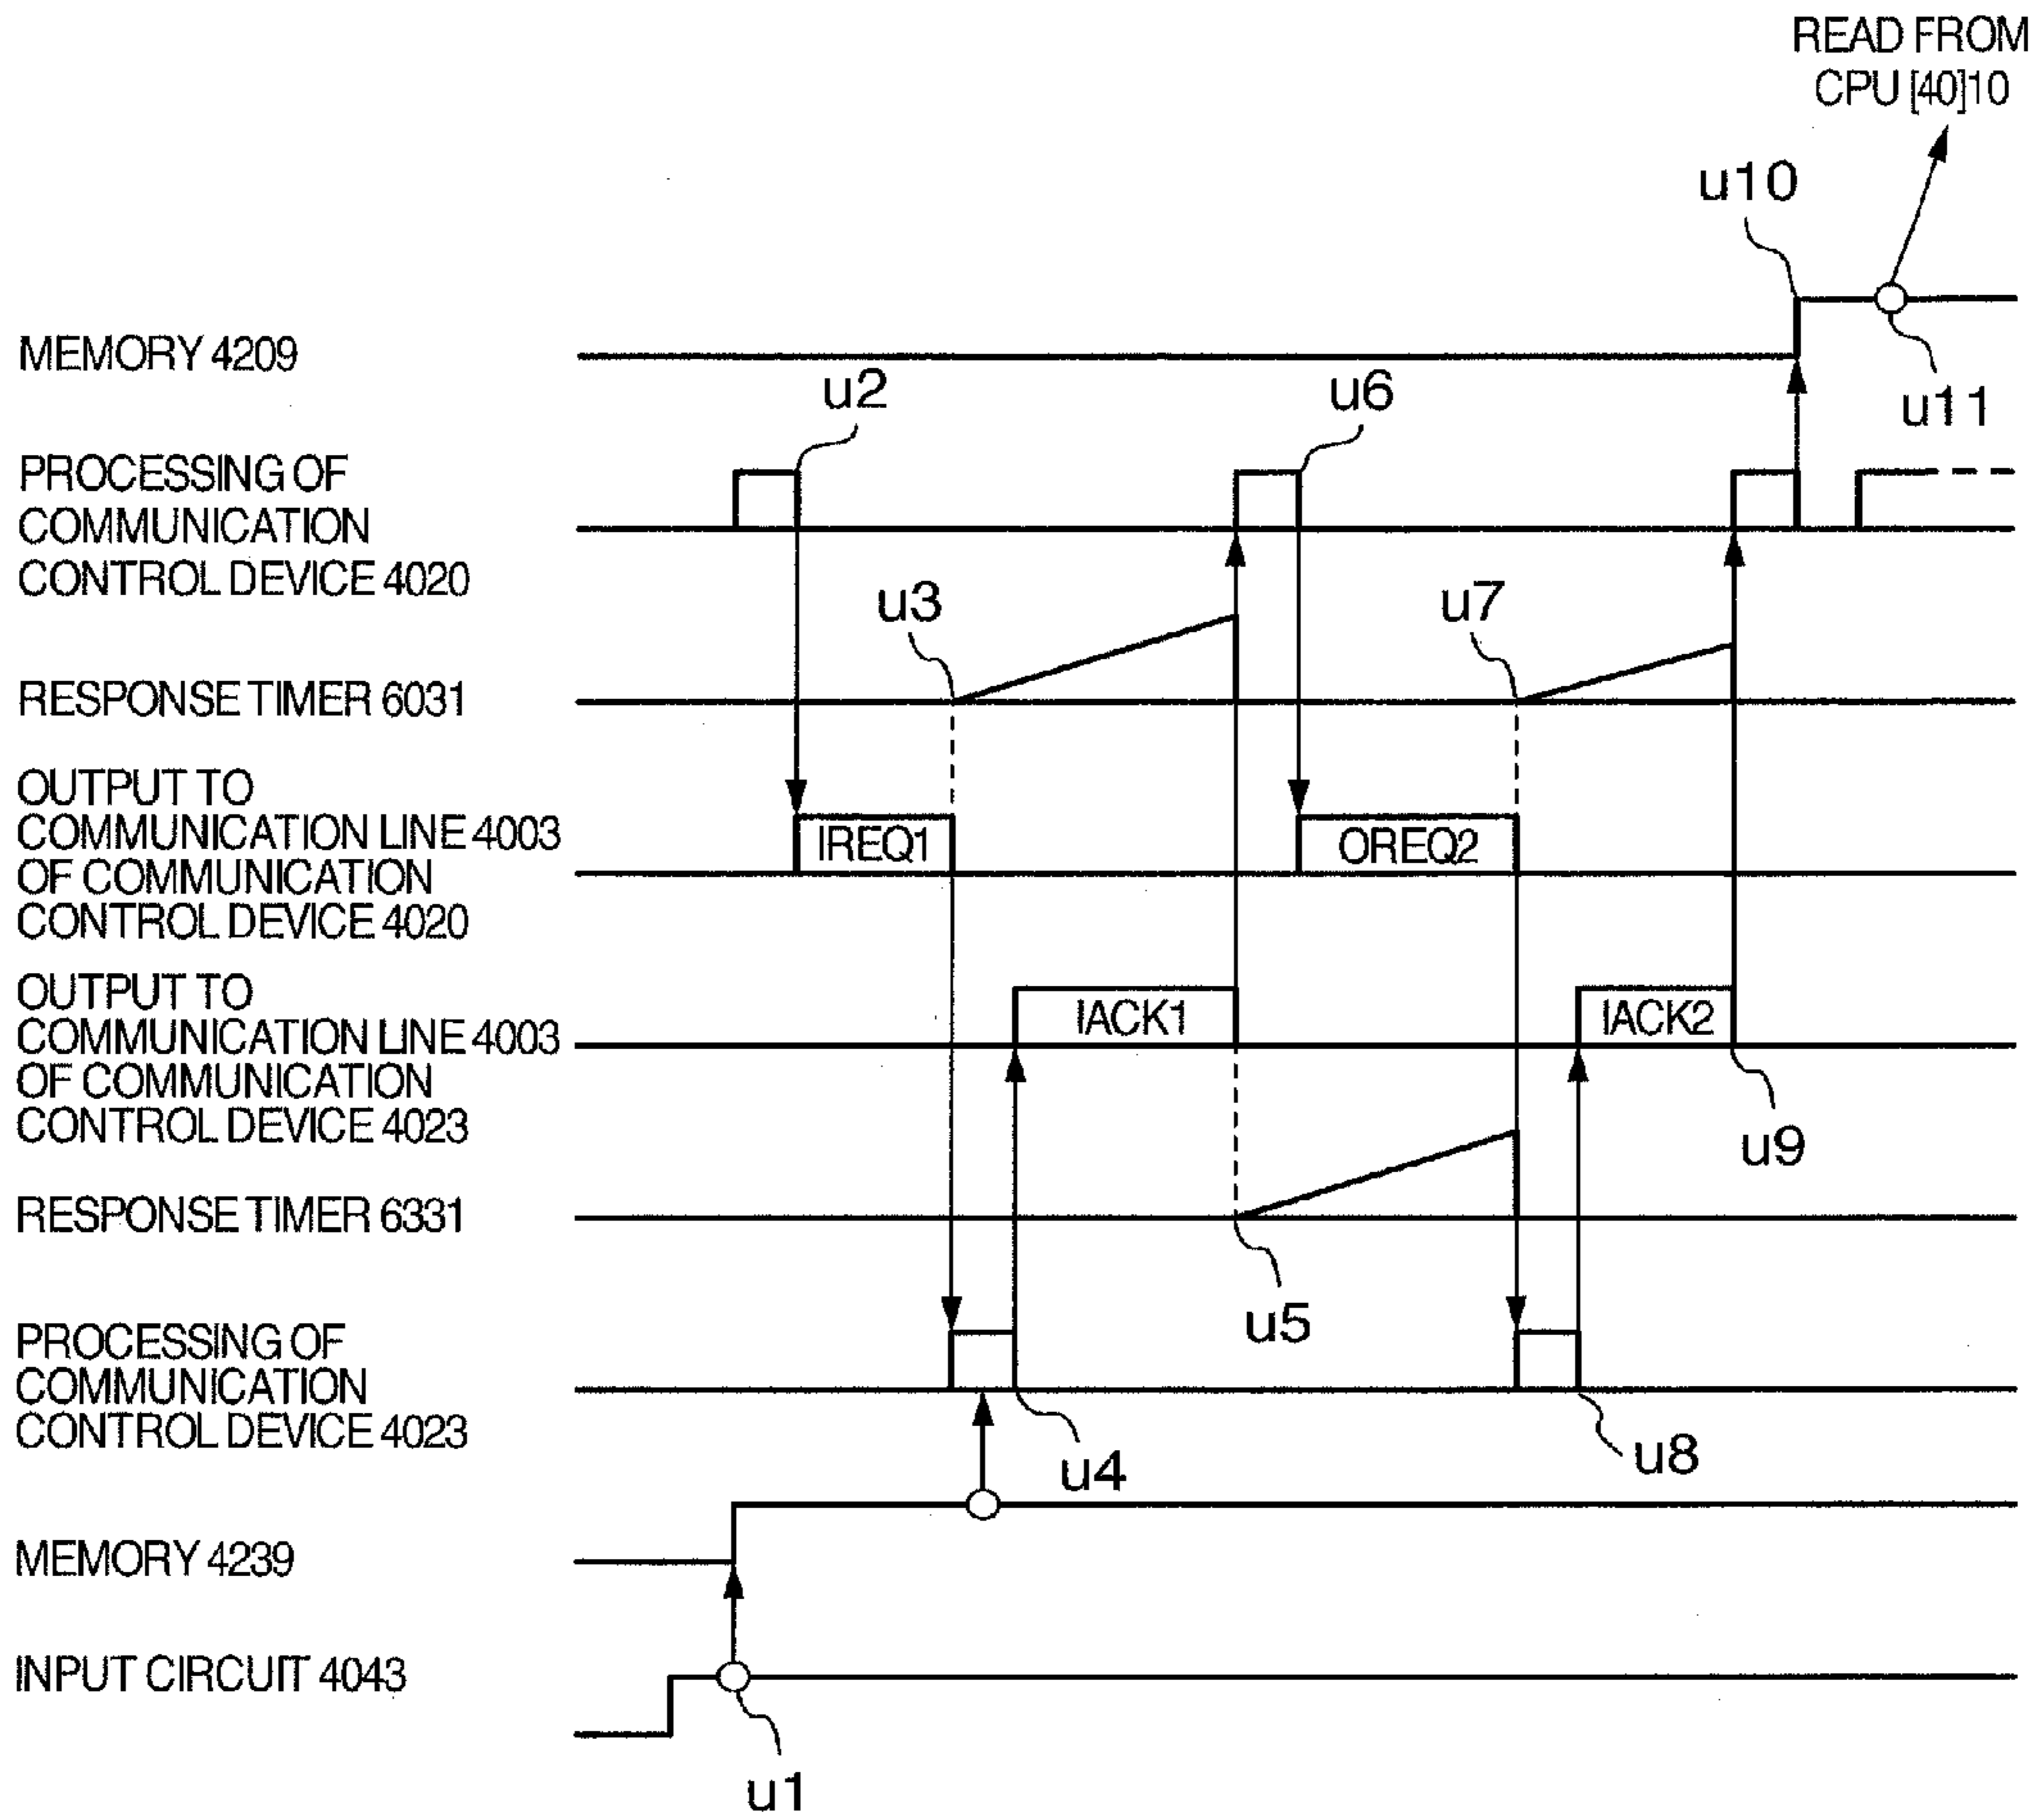 READ FROM
CPU [40]10
u10
MEMORY 4209
u2
u6
u11
PROCESSING OF
COMMUNICATION
CONTROL DEVICE 4020
u3
u7
RESPONSE TIMER 6031
OUTPUT TO
COMMUNICATION LINE 4003
OF COMMUNICATION
CONTROL DEVICE 4020
IREQ1
OREQ2
OUTPUT TO
COMMUNICATION LINE 4003
OF COMMUNICATION
CONTROL DEVICE 4023
IACK1
IACK2
u9
RESPONSE TIMER 6331
u5
PROCESSING OF
COMMUNICATION
CONTROL DEVICE 4023
u4
u8
MEMORY 4239
INPUT CIRCUIT 4043
u1